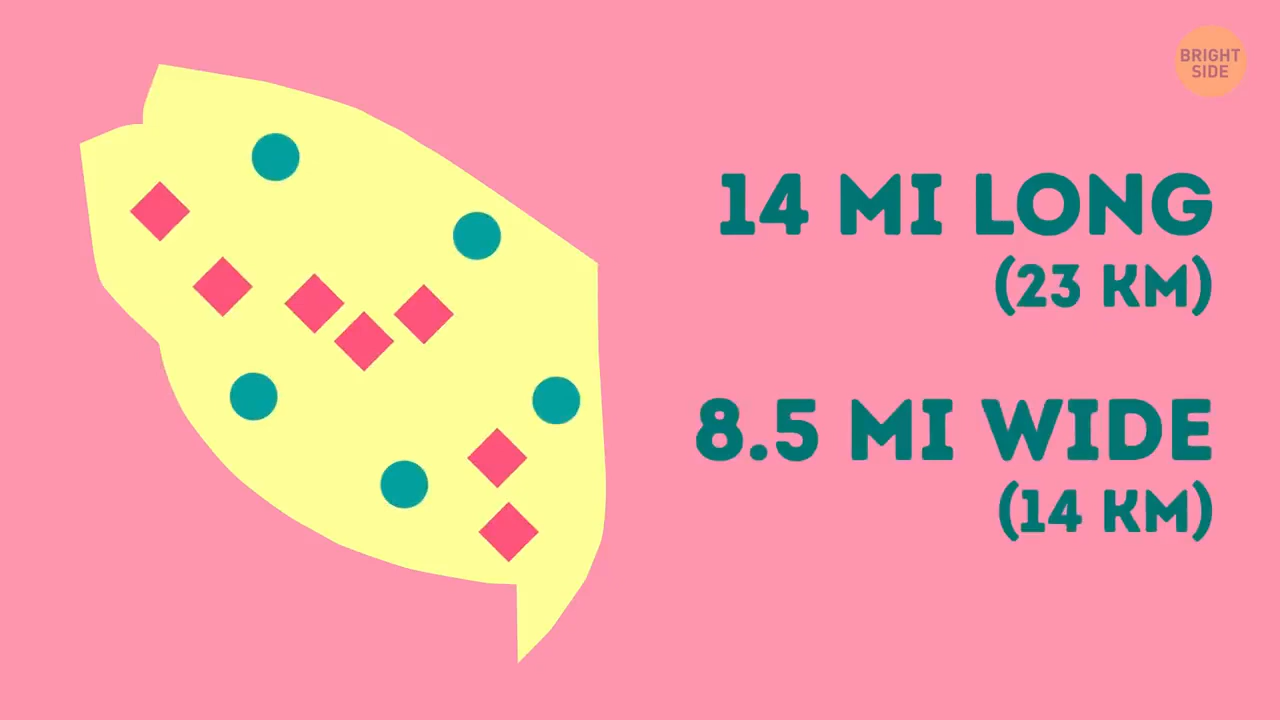 BRIGHT
SIDE
14 MI LONG
(23 KM)
8.5 MI WIDE
(14 KM)